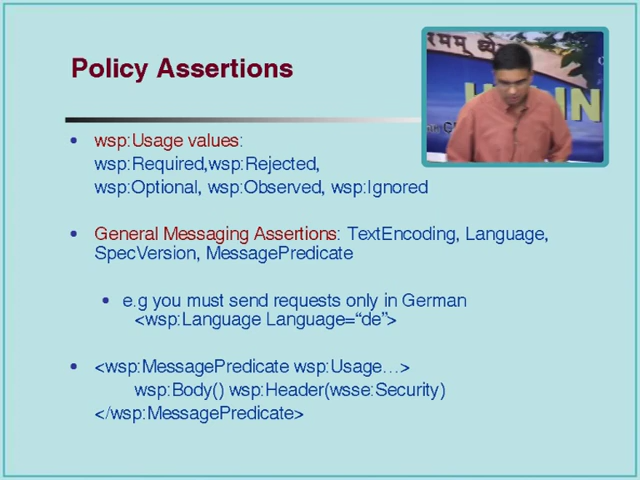 Policy Assertions
wsp:Usage values:
wsp:Required,wsp:Rejected,
wsp:Optional, wsp:Observed, wsp:Ignored
General Messaging Assertions: TextEncoding, Language,
SpecVersion, MessagePredicate
e.g you must send requests only in German
<wsp:Language Language=“de”>
<wsp:MessagePredicate wsp:Usage…>
wsp:Body() wsp:Header(wsse:Security)
</wsp:MessagePredicate>